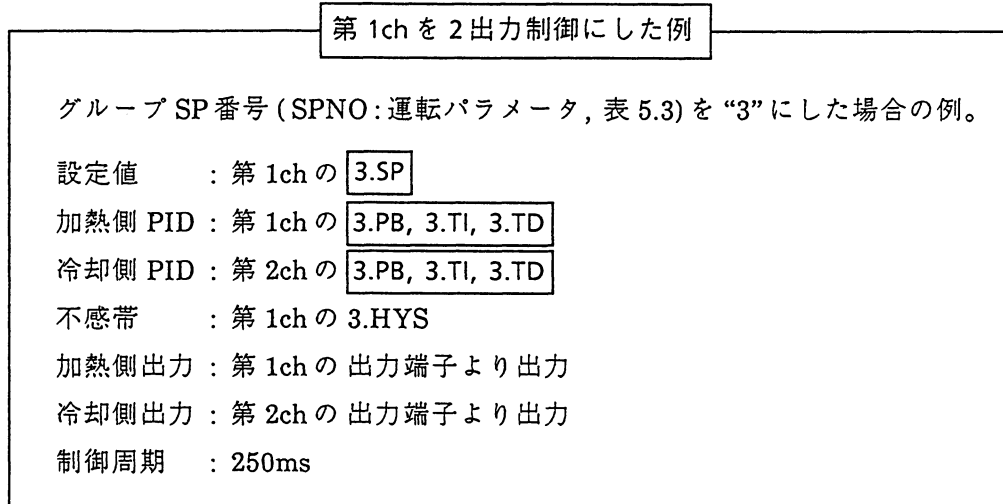 第 1ch を 2 出力制御にした例
グループ SP 番号 ( SPNO : 運転パラメータ, 表 5.3) を “3” にした場合の例。
設定値 : 第 1ch の 3.SP
加熱側 PID : 第 1ch の 3.PB, 3.TI, 3.TD
冷却側 PID : 第 2ch の 3.PB, 3.TI, 3.TD
不感帯 : 第 1ch の 3.HYS
加熱側出力 : 第 1ch の 出力端子より出力
冷却側出力 : 第 2ch の 出力端子より出力
制御周期 : 250ms